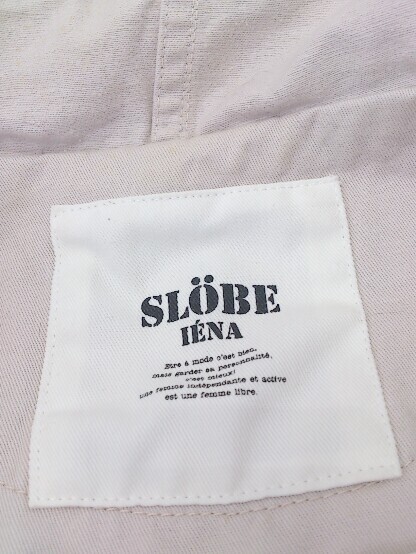 SLÖBE
IÉNA
Etre á mode c'est bien,
mais garder sa personnalité,
c'est mieux!
une femme indépendante et active
est une femme libre.